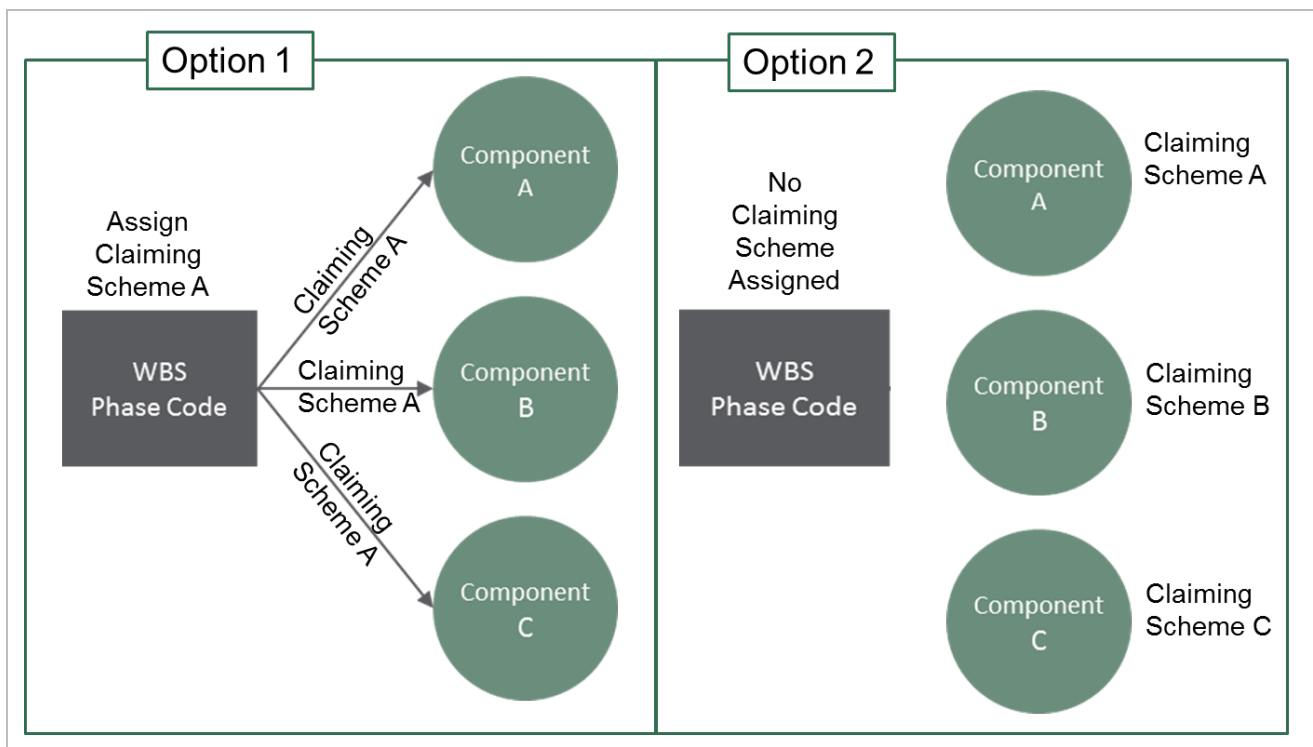 Option 1
Assign
Claiming
Scheme A
WBS
Phase Code
Claiming
Scheme A
Claiming
Scheme A
Claiming
Scheme A
Component
A
Component
B
Component
C
Option 2
No
Claiming
Scheme
Assigned
WBS
Phase Code
Component
A
Claiming
Scheme A
Component
B
Claiming
Scheme B
Component
C
Claiming
Scheme C